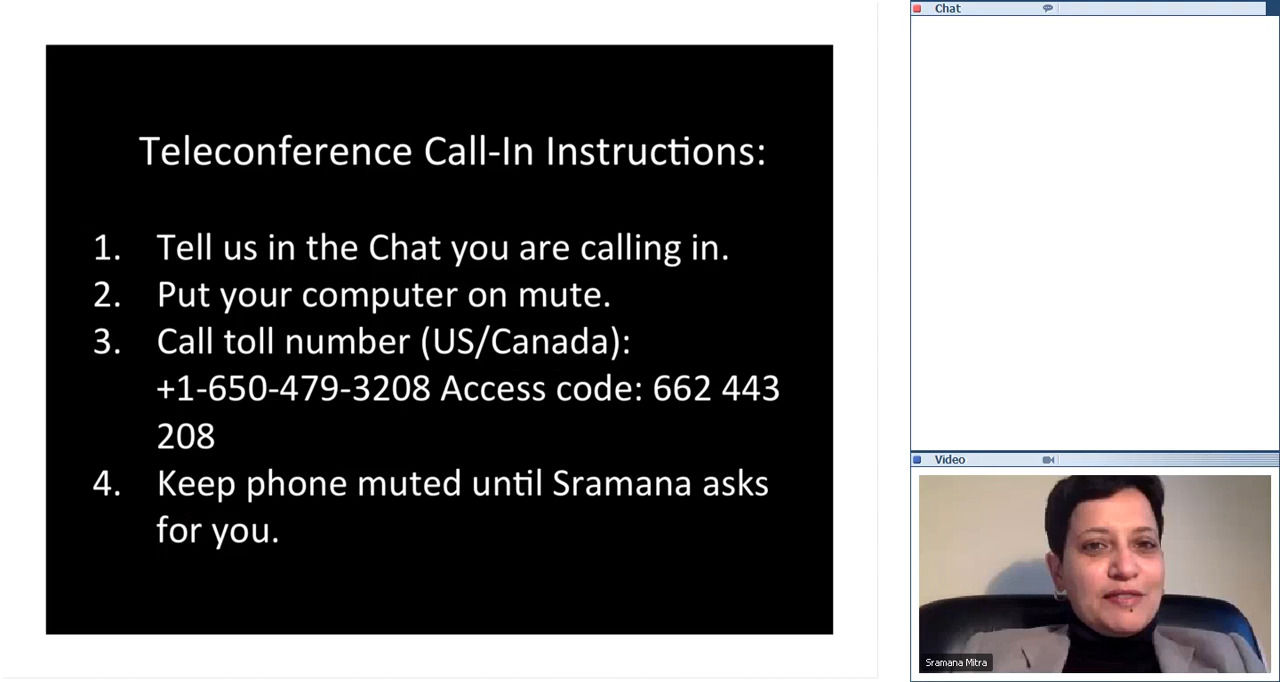 Teleconference Call-In Instructions:
1. Tell us in the Chat you are calling in.
2. Put your computer on mute.
3. Call toll number (US/Canada):
+1-650-479-3208 Access code: 662 443
208
4. Keep phone muted until Sramana asks
for you.
Chat
Video
Sramana Mitra